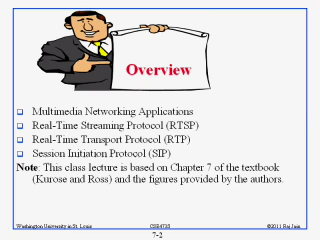 Overview
Multimedia Networking Applications
Real-Time Streaming Protocol (RTSP)
Real-Time Transport Protocol (RTP)
Session Initiation Protocol (SIP)
Note: This class lecture is based on Chapter 7 of the textbook
(Kurose and Ross) and the figures provided by the authors.
Washington University in St. Louis CSE473S ©2011 Raj Jain
7-2